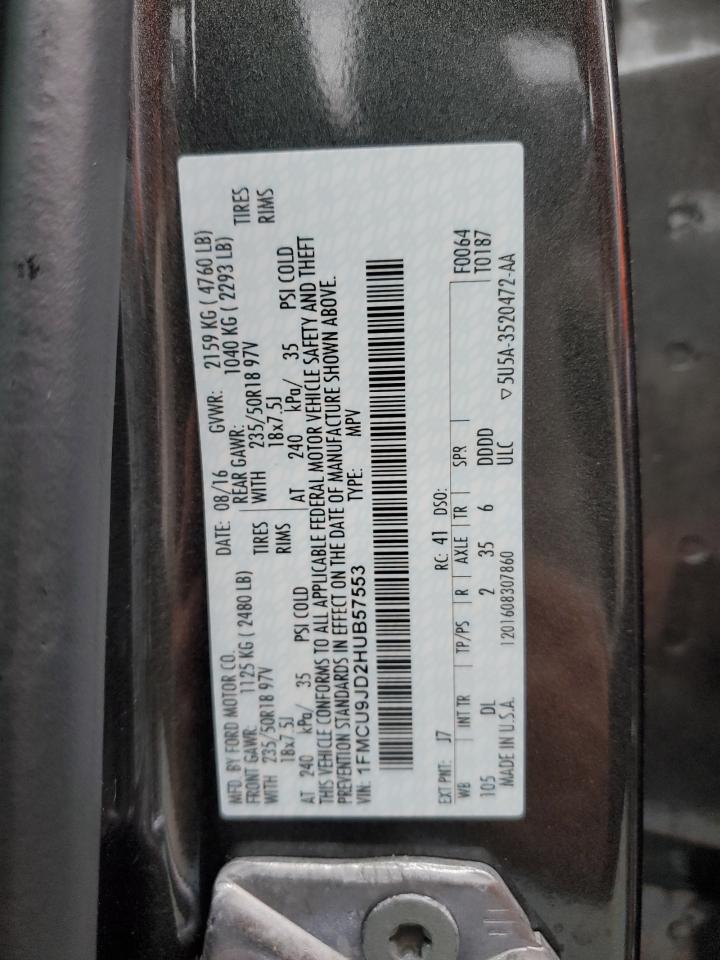 MFD. BY FORD MOTOR CO.
DATE: 08/16 GVWR: 2159 KG ( 4760 LB)
FRONT GAWR: 1125 KG ( 2480 LB) REAR GAWR: 1040 KG ( 2293 LB)
WITH 235/50R18 97V TIRES WITH 235/50R18 97V TIRES
18x7.5J RIMS 18x7.5J RIMS
AT 240 kPa/ 35 PSI COLD AT 240 kPa/ 35 PSI COLD
THIS VEHICLE CONFORMS TO ALL APPLICABLE FEDERAL MOTOR VEHICLE SAFETY AND THEFT
PREVENTION STANDARDS IN EFFECT ON THE DATE OF MANUFACTURE SHOWN ABOVE.
VIN: 1FMCU9JD2HUB57553 TYPE: MPV
EXT PNT: J7 RC: 41 DSO: F0064
WB INT TR TP/PS R AXLE TR SPR T0187
105 DL 2 35 6 DDDD
MADE IN U.S.A. 1201608307860 ULC ▽5U5A-3520472-AA